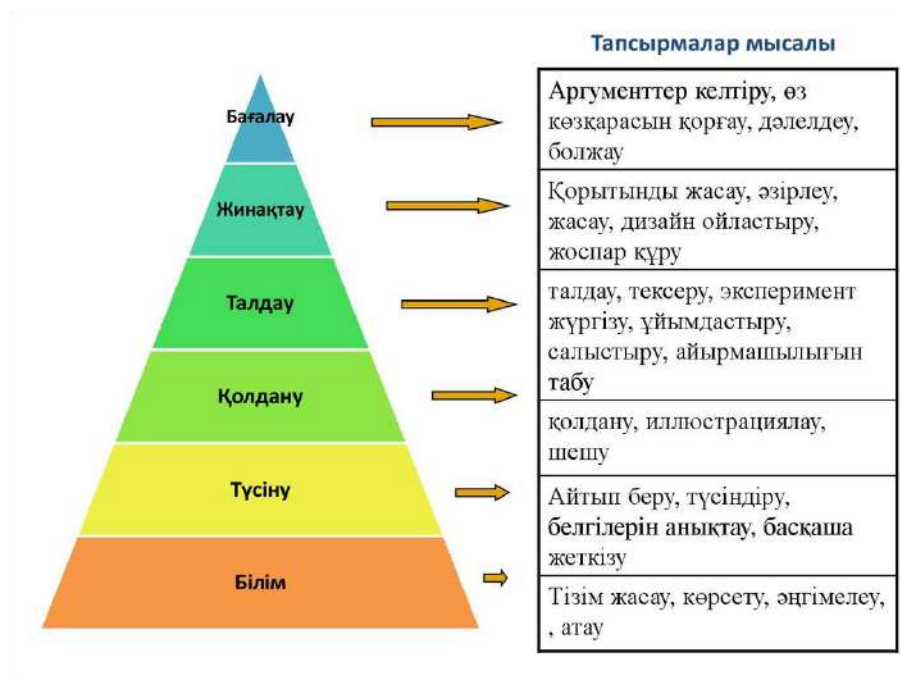 Тапсырмалар мысалы
Бағалау
Аргументтер келтіру, өз
көзқарасын қорғау, дәлелдеу,
болжау
Жинақтау
Қорытынды жасау, әзірлеу,
жасау, дизайн ойластыру,
жоспар құру
Талдау
талдау, тексеру, эксперимент
жүргізу, ұйымдастыру,
салыстыру, айырмашылығын
табу
Қолдану
қолдану, иллюстрациялау,
шешу
Түсіну
Айтып беру, түсіндіру,
белгілерін анықтау, басқаша
жеткізу
Білім
Тізім жасау, көрсету, әңгімелеу,
, атау